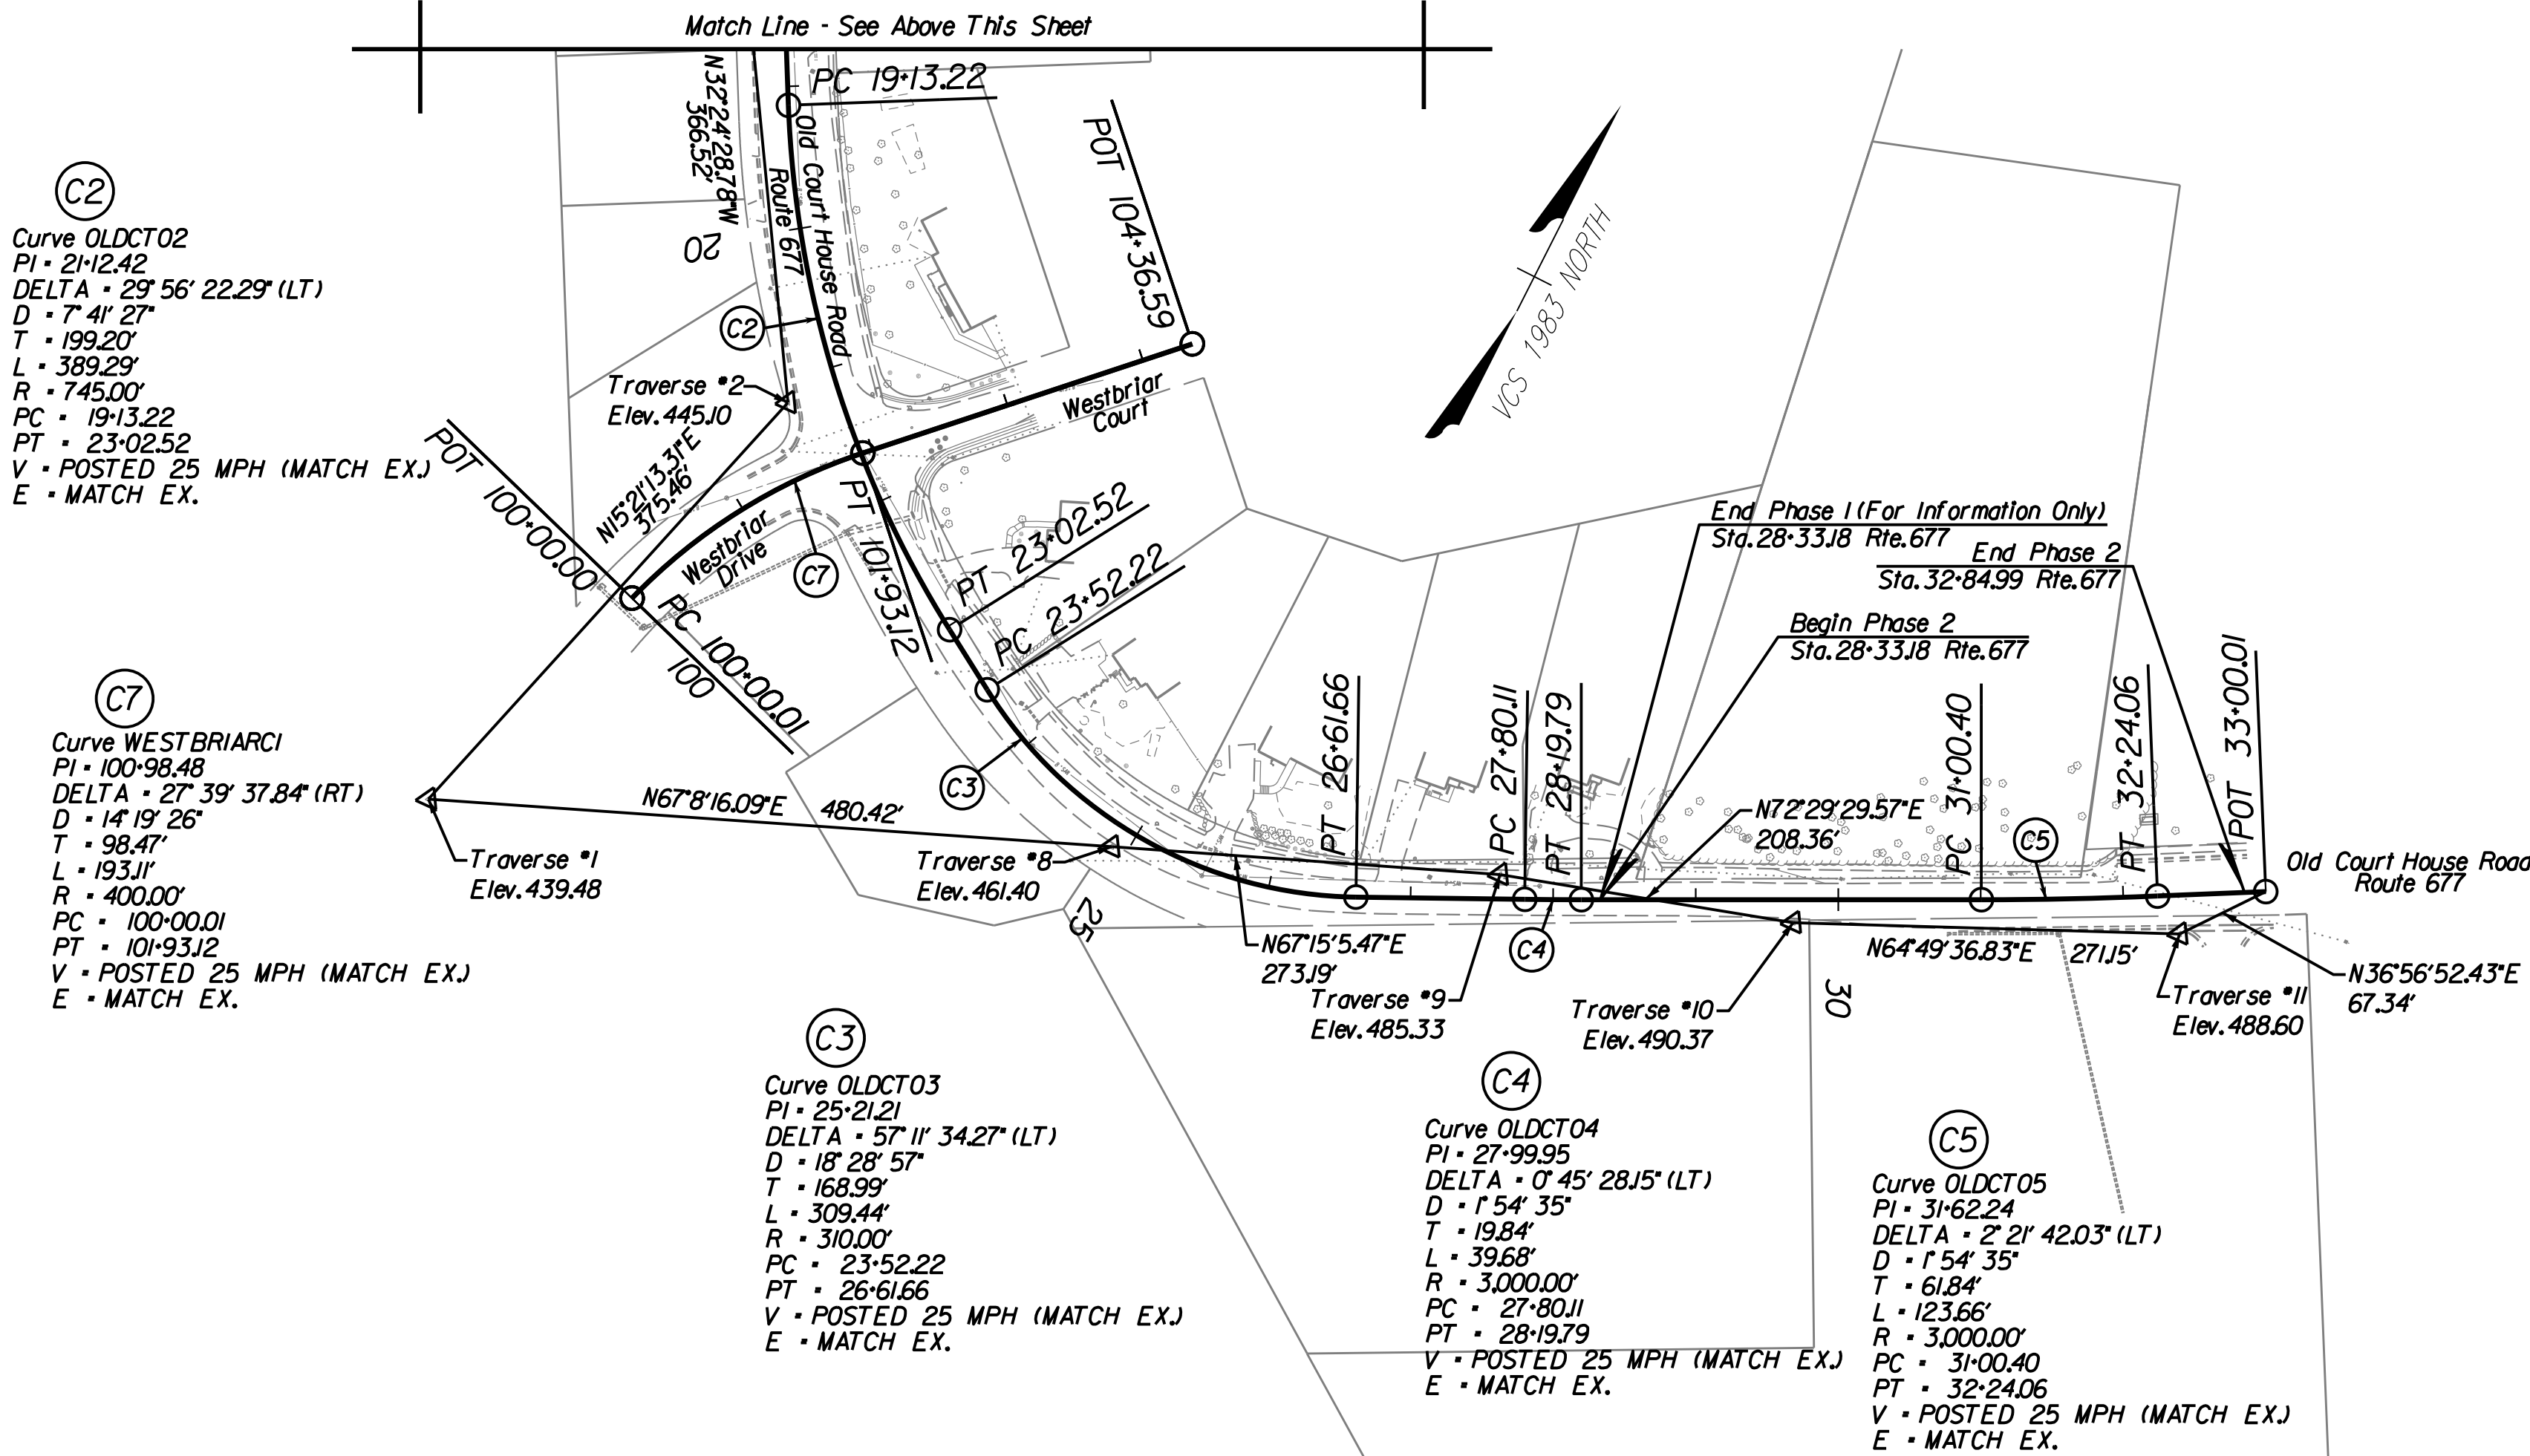 Match Line - See Above This Sheet
PC 19+13.22
N32°24'28.78"W
366.52'
Old Court House Road
Route 677
20
POT 104+36.59
VCS 1983 NORTH
C2
Curve OLDCT02
PI = 21+12.42
DELTA = 29° 56' 22.29" (LT)
D = 7° 41' 27"
T = 199.20'
L = 389.29'
R = 745.00'
PC = 19+13.22
PT = 23+02.52
V = POSTED 25 MPH (MATCH EX.)
E = MATCH EX.
C2
Traverse #2
Elev. 445.10
Westbriar
Court
N15°21'13.31"E
375.46'
POT 100+00.00
Westbriar
Drive
C7
PT 101+93.12
PT 23+02.52
PC 23+52.22
PC 100+00.01
100
End Phase 1 (For Information Only)
Sta. 28+33.18 Rte. 677
End Phase 2
Sta. 32+84.99 Rte. 677
Begin Phase 2
Sta. 28+33.18 Rte. 677
C7
Curve WESTBRIARC1
PI = 100+98.48
DELTA = 27° 39' 37.84" (RT)
D = 14° 19' 26"
T = 98.47'
L = 193.11'
R = 400.00'
PC = 100+00.01
PT = 101+93.12
V = POSTED 25 MPH (MATCH EX.)
E = MATCH EX.
Traverse #1
Elev. 439.48
N67°8'16.09"E 480.42'
C3
Traverse #8
Elev. 461.40
25
PT 26+61.66
PC 27+80.11
PT 28+19.79
PC 31+00.40
PT 32+24.06
POT 33+00.01
N72°29'29.57"E
208.36'
C5
Old Court House Road
Route 677
N67°15'5.47"E
273.19'
Traverse #9
Elev. 485.33
C4
Traverse #10
Elev. 490.37
30
N64°49'36.83"E 271.15'
Traverse #11
Elev. 488.60
N36°56'52.43"E
67.34'
C3
Curve OLDCT03
PI = 25+21.21
DELTA = 57° 11' 34.27" (LT)
D = 18° 28' 57"
T = 168.99'
L = 309.44'
R = 310.00'
PC = 23+52.22
PT = 26+61.66
V = POSTED 25 MPH (MATCH EX.)
E = MATCH EX.
C4
Curve OLDCT04
PI = 27+99.95
DELTA = 0° 45' 28.15" (LT)
D = 1° 54' 35"
T = 19.84'
L = 39.68'
R = 3,000.00'
PC = 27+80.11
PT = 28+19.79
V = POSTED 25 MPH (MATCH EX.)
E = MATCH EX.
C5
Curve OLDCT05
PI = 31+62.24
DELTA = 2° 21' 42.03" (LT)
D = 1° 54' 35"
T = 61.84'
L = 123.66'
R = 3,000.00'
PC = 31+00.40
PT = 32+24.06
V = POSTED 25 MPH (MATCH EX.)
E = MATCH EX.